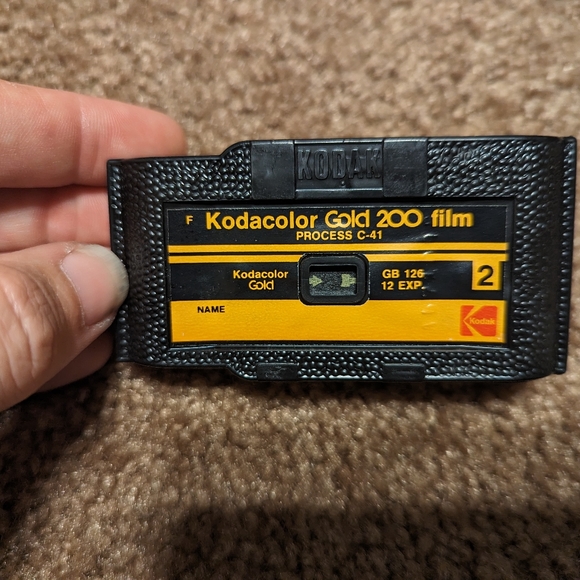 KODAK
F Kodacolor Gold 200 film
PROCESS C-41
Kodacolor
Gold
GB 126
12 EXP.
2
NAME
Kodak